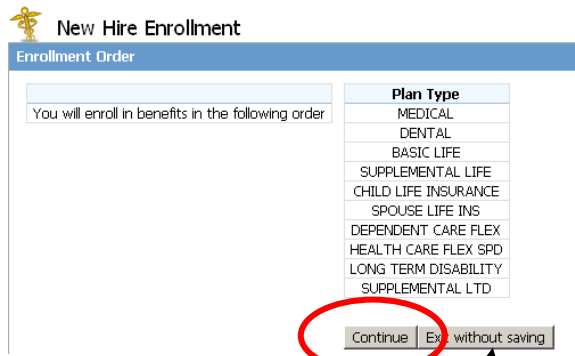 New Hire Enrollment
Enrollment Order
Plan Type
You will enroll in benefits in the following order
MEDICAL
DENTAL
BASIC LIFE
SUPPLEMENTAL LIFE
CHILD LIFE INSURANCE
SPOUSE LIFE INS
DEPENDENT CARE FLEX
HEALTH CARE FLEX SPD
LONG TERM DISABILITY
SUPPLEMENTAL LTD
Continue
Exit without saving